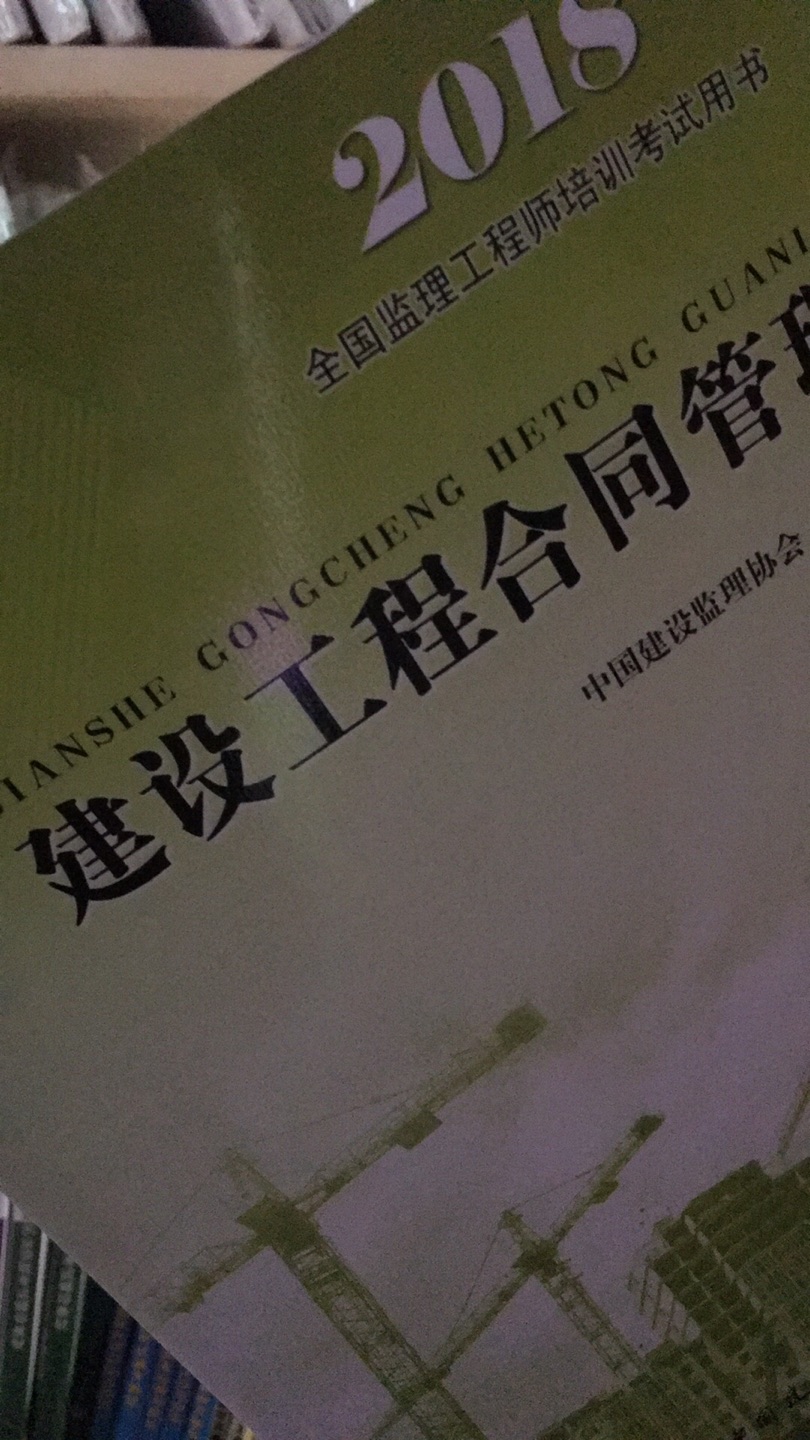 2018
全国监理工程师培训考试用书
JIANSHE GONGCHENG HETONG GUANI
建设工程合同管理
中国建设监理协会